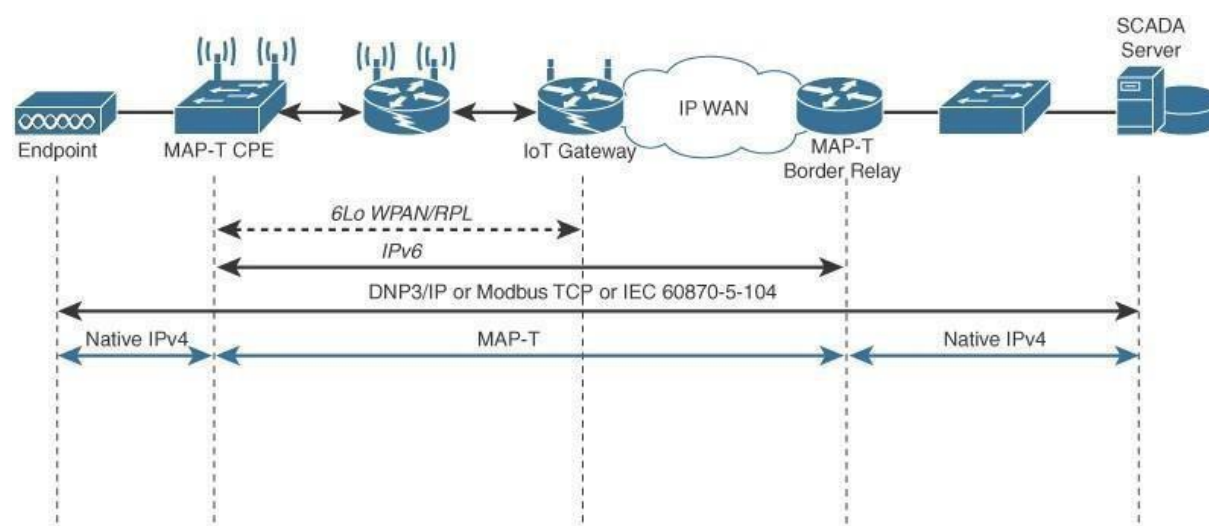 SCADA
Server
IP WAN
Endpoint
MAP-T CPE
IoT Gateway
MAP-T
Border Relay
6Lo WPAN/RPL
IPv6
DNP3/IP or Modbus TCP or IEC 60870-5-104
Native IPv4
MAP-T
Native IPv4